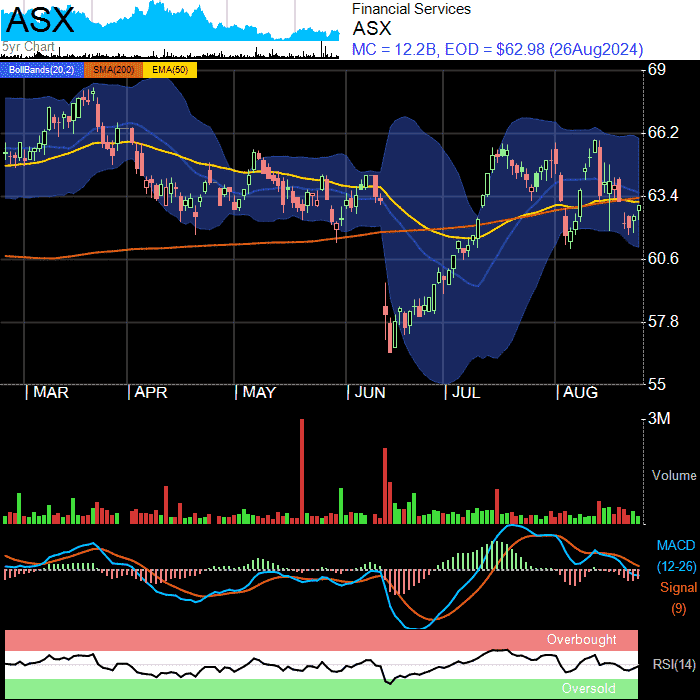 ASX
5yr Chart
Financial Services
ASX
MC = 12.2B, EOD = $62.98 (26Aug2024)
BollBands(20,2) SMA(200) EMA(50)
69
66.2
63.4
60.6
57.8
55
MAR APR MAY JUN JUL AUG
3M
Volume
MACD
(12-26)
Signal
(9)
Overbought
RSI(14)
Oversold